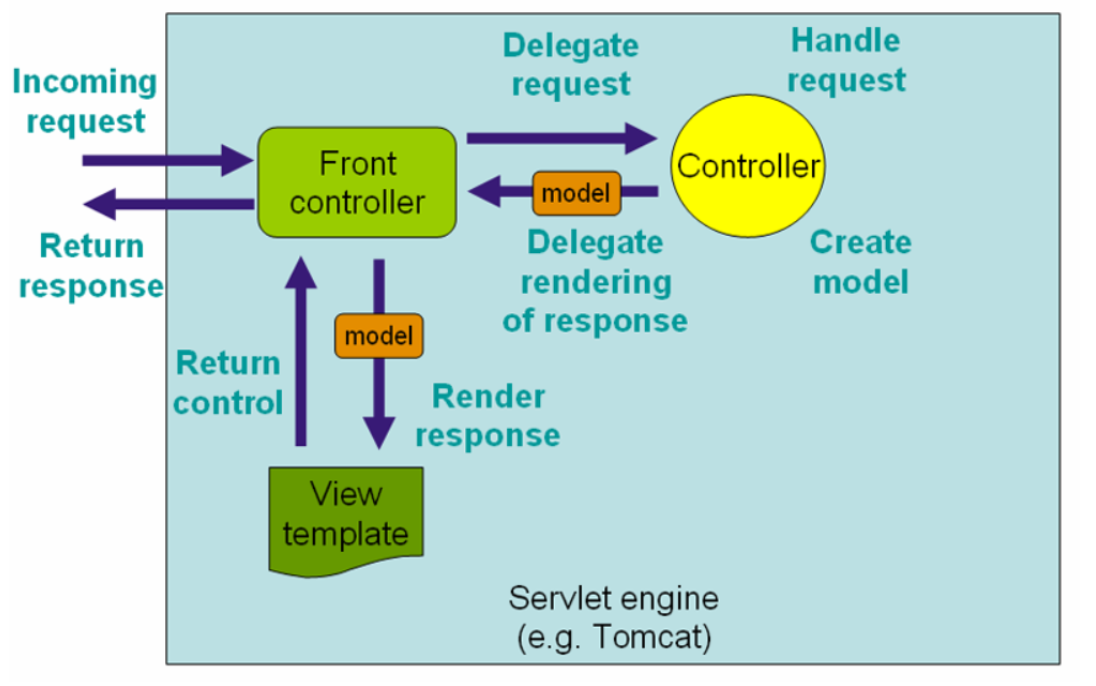 Incoming
request
Return
response
Delegate
request
Handle
request
Front
controller
Controller
model
Delegate
rendering
of response
Create
model
model
Return
control
Render
response
View
template
Servlet engine
(e.g. Tomcat)